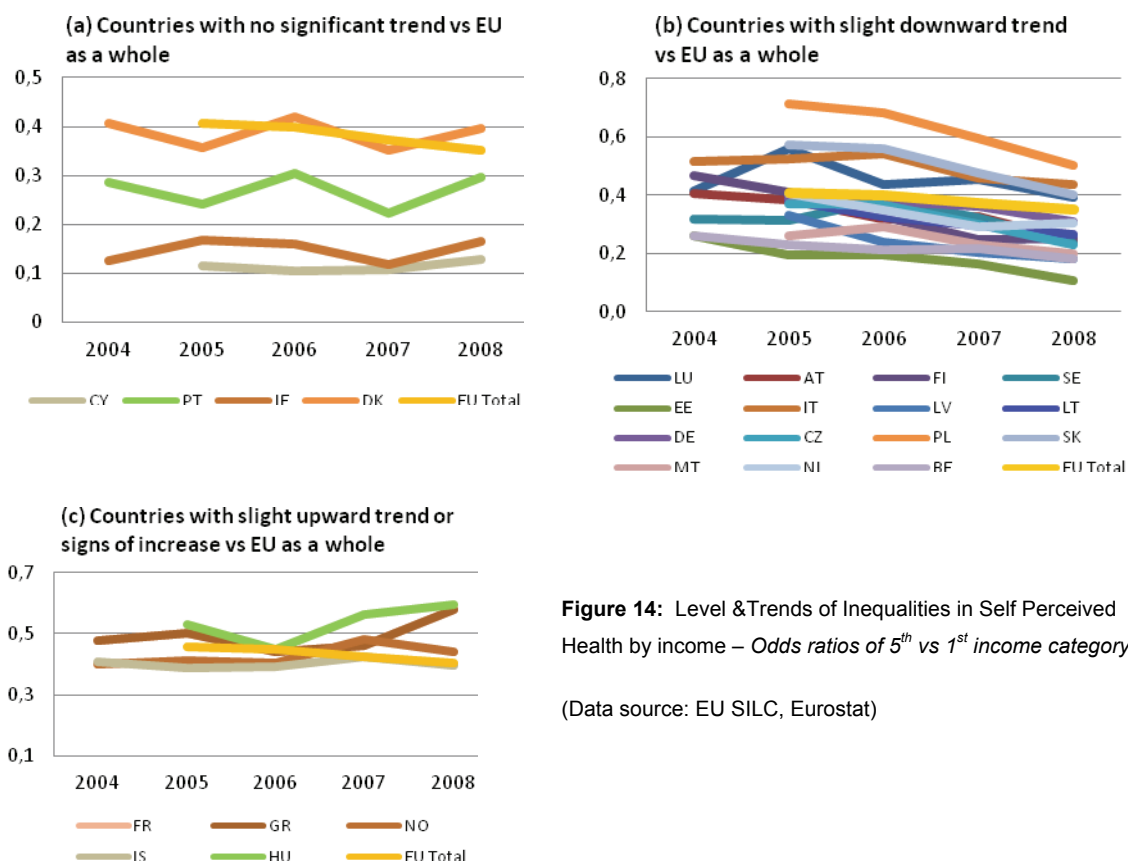 (a) Countries with no significant trend vs EU
as a whole
0,5
0,4
0,3
0,2
0,1
0
2004 2005 2006 2007 2008
CY PT IE DK EU Total
(b) Countries with slight downward trend
vs EU as a whole
0,8
0,6
0,4
0,2
0,0
2004 2005 2006 2007 2008
LU AT FI SE
EE IT LV LT
DE CZ PL SK
MT NL BE EU Total
(c) Countries with slight upward trend or
signs of increase vs EU as a whole
0,7
0,5
0,3
0,1
2004 2005 2006 2007 2008
FR GR NO
IS HU EU Total
Figure 14: Level &Trends of Inequalities in Self Perceived
Health by income – Odds ratios of 5th vs 1st income category
(Data source: EU SILC, Eurostat)